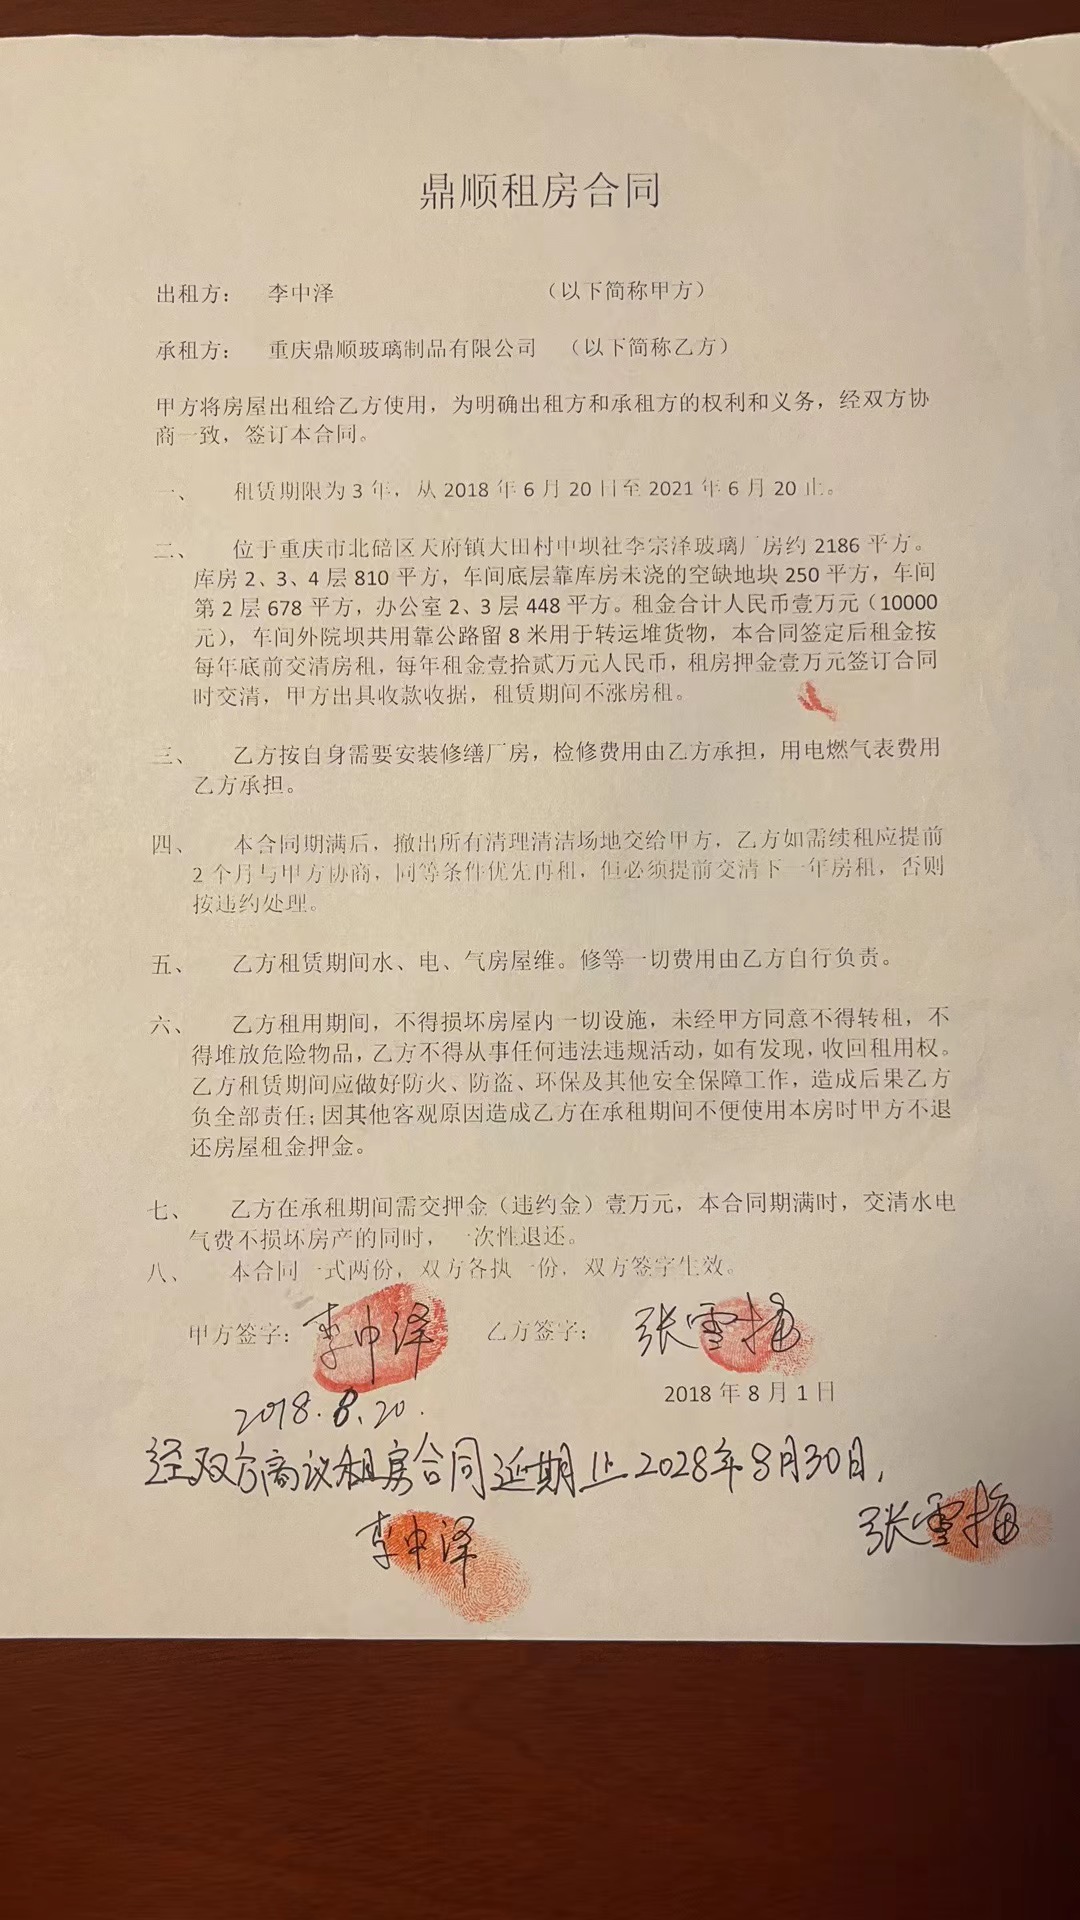 鼎顺租房合同
出租方： 李中泽 （以下简称甲方）
承租方： 重庆鼎顺玻璃制品有限公司 （以下简称乙方）
甲方将房屋出租给乙方使用，为明确出租方和承租方的权利和义务，经双方协
商一致，签订本合同。
一、 租赁期限为 3 年，从 2018 年 6 月 20 日至 2021 年 6 月 20 止。
二、 位于重庆市北碚区天府镇大田村中坝社李宗泽玻璃厂房约 2186 平方。
库房 2、3、4 层 810 平方，车间底层靠库房未浇的空缺地块 250 平方，车间
第 2 层 678 平方，办公室 2、3 层 448 平方。租金合计人民币壹万元（10000
元），车间外院坝共用靠公路留 8 米用于转运堆货物，本合同签定后租金按
每年底前交清房租，每年租金壹拾贰万元人民币，租房押金壹万元签订合同
时交清，甲方出具收款收据，租赁期间不涨房租。
三、 乙方按自身需要安装修缮厂房，检修费用由乙方承担，用电燃气表费用
乙方承担。
四、 本合同期满后，撤出所有清理清洁场地交给甲方，乙方如需续租应提前
2 个月与甲方协商，同等条件优先再租，但必须提前交清下一年房租，否则
按违约处理。
五、 乙方租赁期间水、电、气房屋维。修等一切费用由乙方自行负责。
六、 乙方租用期间，不得损坏房屋内一切设施，未经甲方同意不得转租，不
得堆放危险物品，乙方不得从事任何违法违规活动，如有发现，收回租用权。
乙方租赁期间应做好防火、防盗、环保及其他安全保障工作，造成后果乙方
负全部责任；因其他客观原因造成乙方在承租期间不便使用本房时甲方不退
还房屋租金押金。
七、 乙方在承租期间需交押金（违约金）壹万元，本合同期满时，交清水电
气费不损坏房产的同时，一次性退还。
八、 本合同一式两份，双方各执一份，双方签字生效。
甲方签字：李中泽 乙方签字： 张雪梅
2018 年 8 月 1 日
2018.8.20.
经双方商议租房合同延期止2028年8月30日，
李中泽 张雪梅